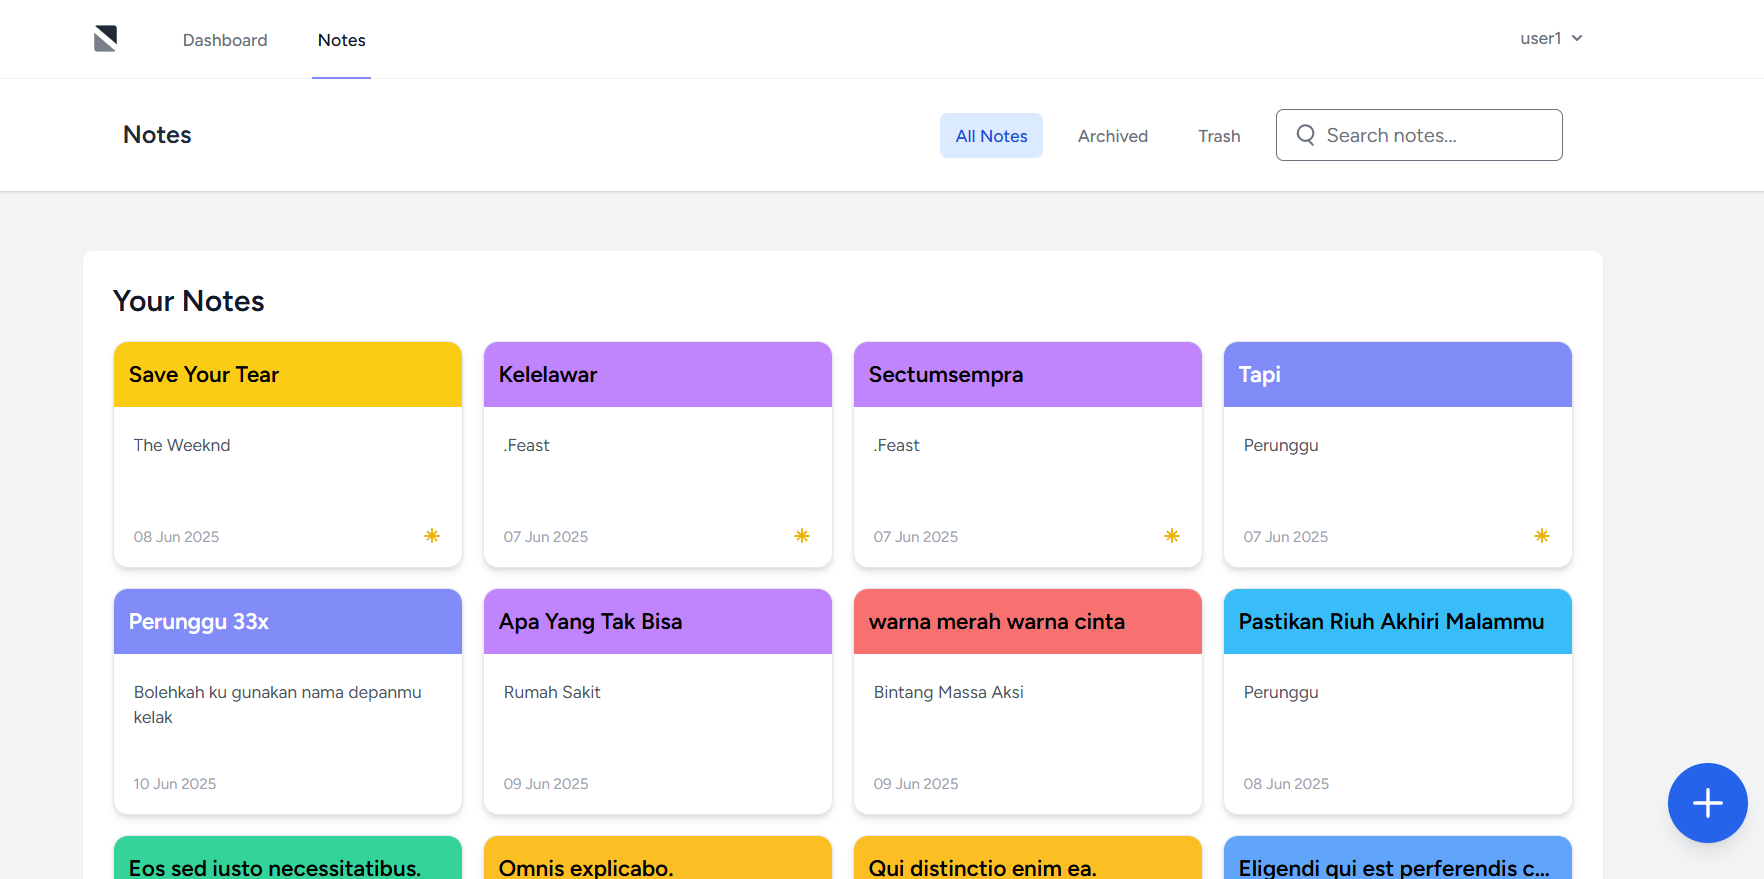 Dashboard
Notes
user1
Notes
All Notes
Archived
Trash
Search notes...
Your Notes
Save Your Tear
The Weeknd
08 Jun 2025
Kelelawar
.Feast
07 Jun 2025
Sectumsempra
.Feast
07 Jun 2025
Tapi
Perunggu
07 Jun 2025
Perunggu 33x
Bolehkah ku gunakan nama depanmu
kelak
10 Jun 2025
Apa Yang Tak Bisa
Rumah Sakit
09 Jun 2025
warna merah warna cinta
Bintang Massa Aksi
09 Jun 2025
Pastikan Riuh Akhiri Malammu
Perunggu
08 Jun 2025
Eos sed iusto necessitatibus.
Omnis explicabo.
Qui distinctio enim ea.
Eligendi qui est perferendis c...